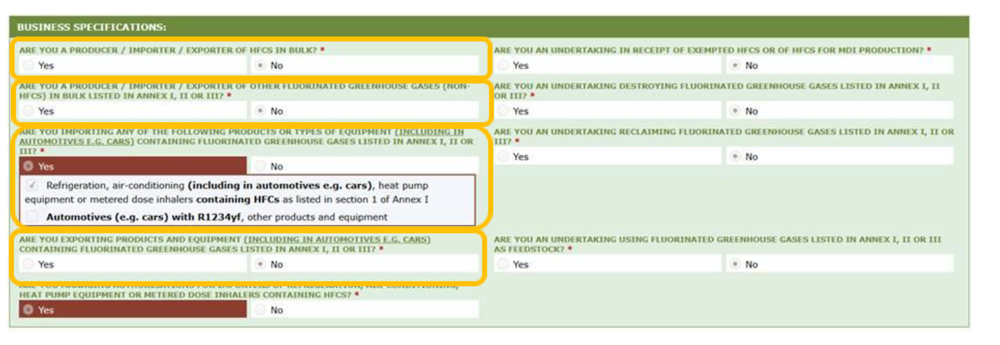 BUSINESS SPECIFICATIONS:
ARE YOU A PRODUCER / IMPORTER / EXPORTER OF HFCS IN BULK? *
Yes
No
ARE YOU AN UNDERTAKING IN RECEIPT OF EXEMPTED HFCS OR OF HFCS FOR MDI PRODUCTION? *
Yes
No
ARE YOU A PRODUCER / IMPORTER / EXPORTER OF OTHER FLUORINATED GREENHOUSE GASES (NON-
HFCS) IN BULK LISTED IN ANNEX I, II OR III? *
Yes
No
ARE YOU AN UNDERTAKING DESTROYING FLUORINATED GREENHOUSE GASES LISTED IN ANNEX I, II
OR III? *
Yes
No
ARE YOU IMPORTING ANY OF THE FOLLOWING PRODUCTS OR TYPES OF EQUIPMENT (INCLUDING IN
AUTOMOTIVES E.G. CARS) CONTAINING FLUORINATED GREENHOUSE GASES LISTED IN ANNEX I, II OR
III? *
Yes
No
Refrigeration, air-conditioning (including in automotives e.g. cars), heat pump
equipment or metered dose inhalers containing HFCs as listed in section 1 of Annex I
Automotives (e.g. cars) with R1234yf, other products and equipment
ARE YOU AN UNDERTAKING RECLAIMING FLUORINATED GREENHOUSE GASES LISTED IN ANNEX I, II OR
III? *
Yes
No
ARE YOU EXPORTING PRODUCTS AND EQUIPMENT (INCLUDING IN AUTOMOTIVES E.G. CARS)
CONTAINING FLUORINATED GREENHOUSE GASES LISTED IN ANNEX I, II OR III? *
Yes
No
ARE YOU AN UNDERTAKING USING FLUORINATED GREENHOUSE GASES LISTED IN ANNEX I, II OR III
AS FEEDSTOCK? *
Yes
No
ARE YOU MANAGING AUTHORISATIONS FOR IMPORTERS OF REFRIGERATION, AIR CONDITIONING,
HEAT PUMP EQUIPMENT OR METERED DOSE INHALERS CONTAINING HFCS? *
Yes
No